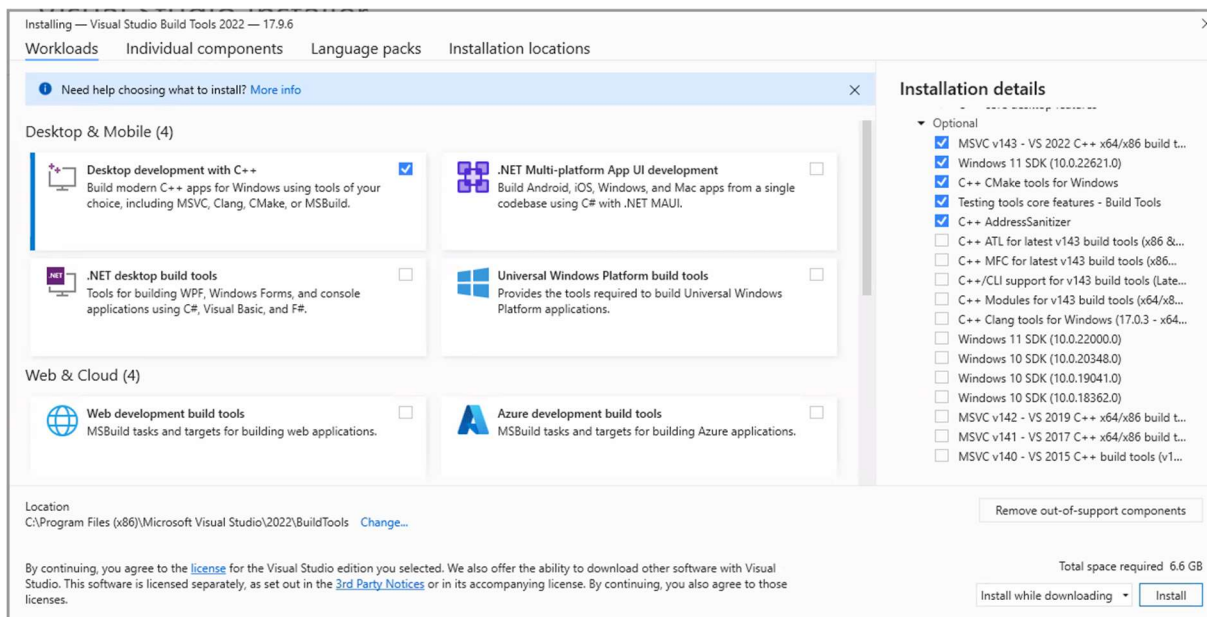 Installing — Visual Studio Build Tools 2022 — 17.9.6
Workloads
Individual components
Language packs
Installation locations
Need help choosing what to install? More info
Desktop & Mobile (4)
Desktop development with C++
Build modern C++ apps for Windows using tools of your
choice, including MSVC, Clang, CMake, or MSBuild.
.NET Multi-platform App UI development
Build Android, iOS, Windows, and Mac apps from a single
codebase using C# with .NET MAUI.
.NET
.NET desktop build tools
Tools for building WPF, Windows Forms, and console
applications using C#, Visual Basic, and F#.
Universal Windows Platform build tools
Provides the tools required to build Universal Windows
Platform applications.
Web & Cloud (4)
Web development build tools
MSBuild tasks and targets for building web applications.
Azure development build tools
MSBuild tasks and targets for building Azure applications.
Installation details
Optional
MSVC v143 - VS 2022 C++ x64/x86 build t...
Windows 11 SDK (10.0.22621.0)
C++ CMake tools for Windows
Testing tools core features - Build Tools
C++ AddressSanitizer
C++ ATL for latest v143 build tools (x86 &...
C++ MFC for latest v143 build tools (x86...
C++/CLI support for v143 build tools (Late...
C++ Modules for v143 build tools (x64/x8...
C++ Clang tools for Windows (17.0.3 - x64...
Windows 11 SDK (10.0.22000.0)
Windows 10 SDK (10.0.20348.0)
Windows 10 SDK (10.0.19041.0)
Windows 10 SDK (10.0.18362.0)
MSVC v142 - VS 2019 C++ x64/x86 build t...
MSVC v141 - VS 2017 C++ x64/x86 build t...
MSVC v140 - VS 2015 C++ build tools (v1...
Location
C:\Program Files (x86)\Microsoft Visual Studio\2022\BuildTools Change...
Remove out-of-support components
By continuing, you agree to the license for the Visual Studio edition you selected. We also offer the ability to download other software with Visual
Studio. This software is licensed separately, as set out in the 3rd Party Notices or in its accompanying license. By continuing, you also agree to those
licenses.
Total space required 6.6 GB
Install while downloading
Install